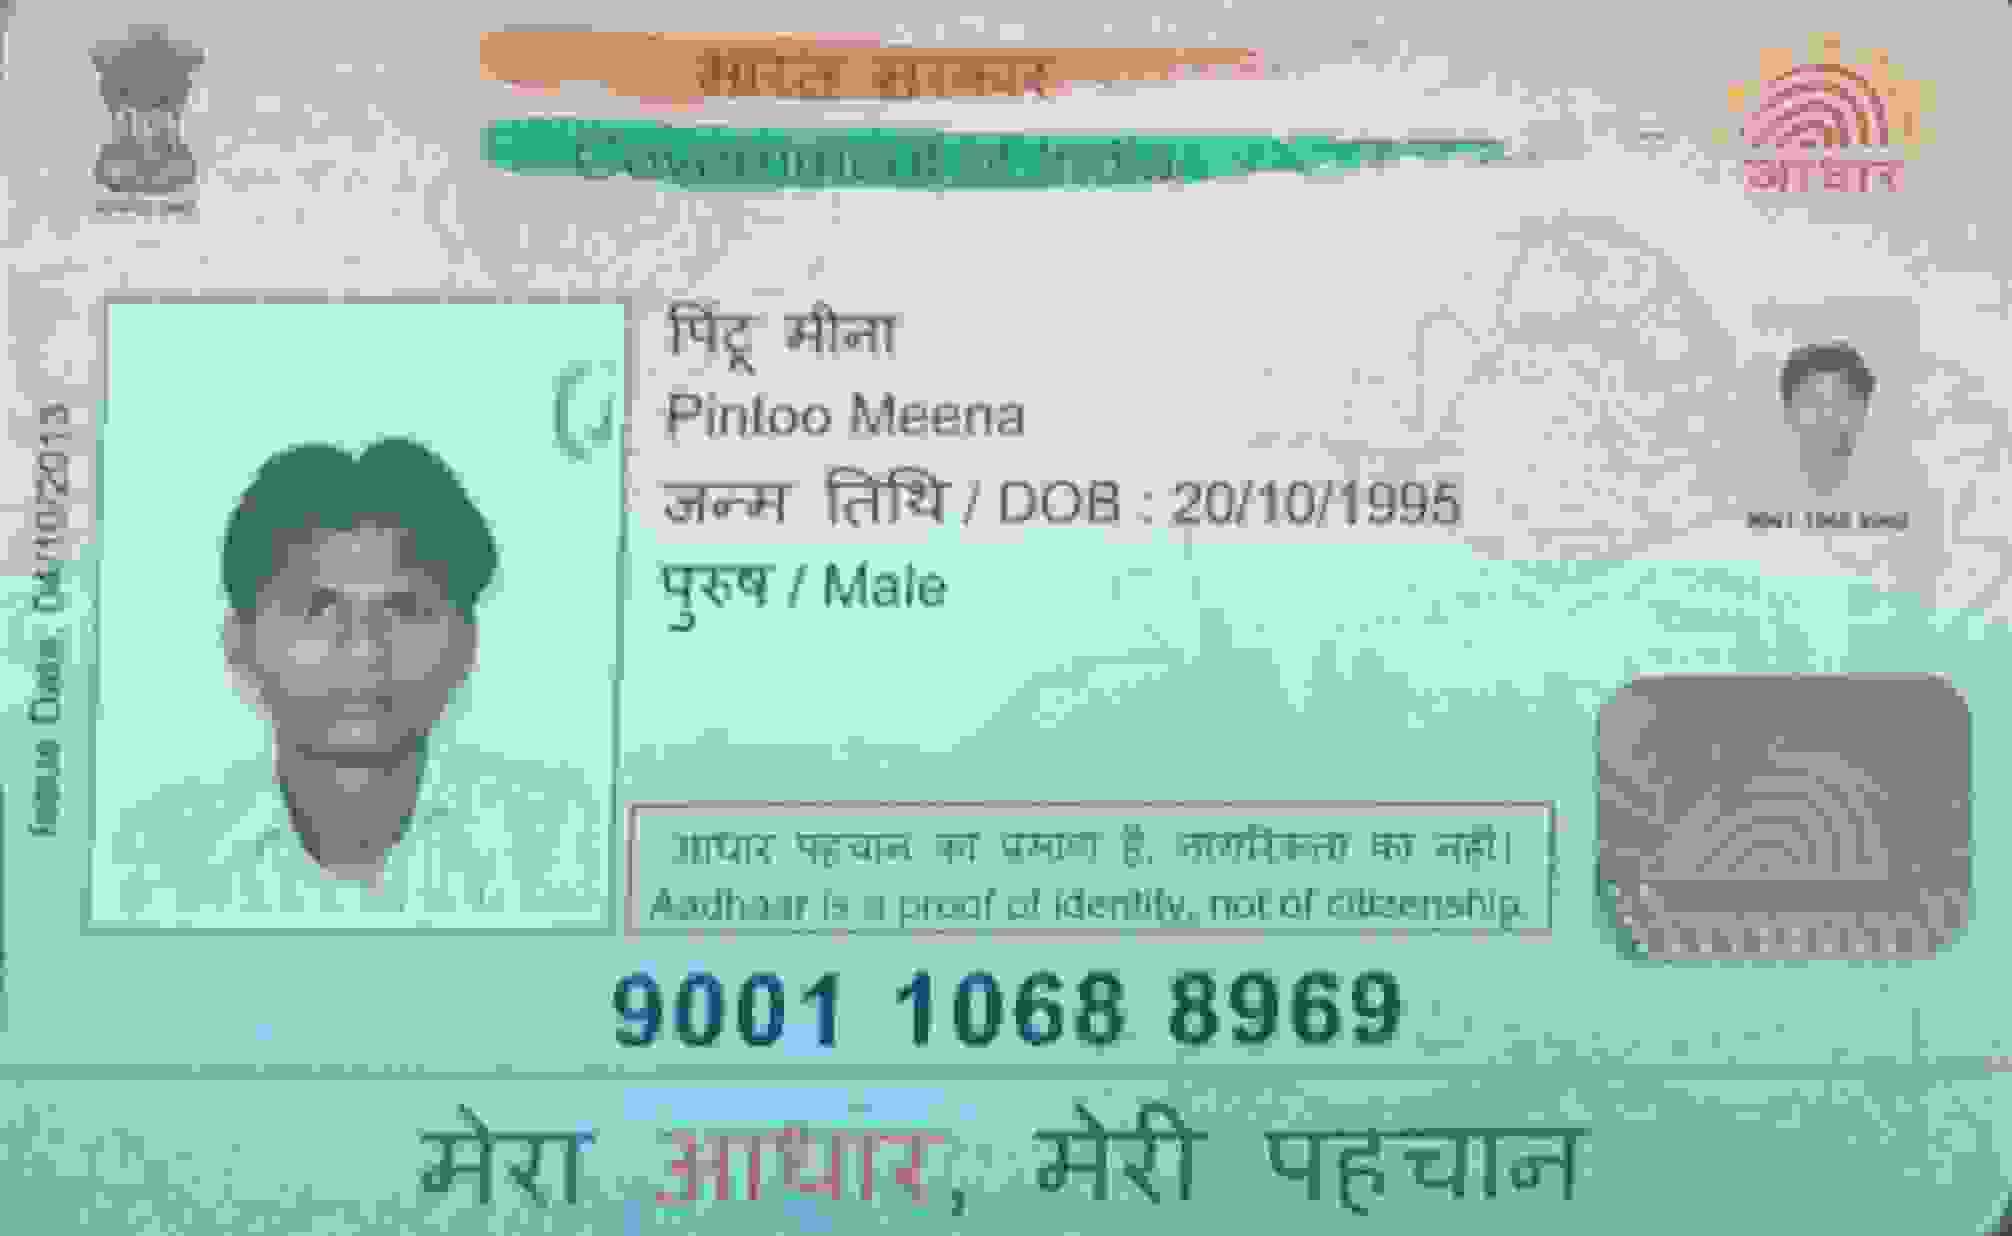 भारत सरकार
Government of India
आधार
पिंटू मीना
Pintoo Meena
जन्म तिथि / DOB : 20/10/1995
पुरुष / Male
Issue Date: 04/10/2013
आधार पहचान का प्रमाण है, नागरिकता का नहीं।
Aadhaar is a proof of identity, not of citizenship.
9001 1068 8969
मेरा आधार, मेरी पहचान